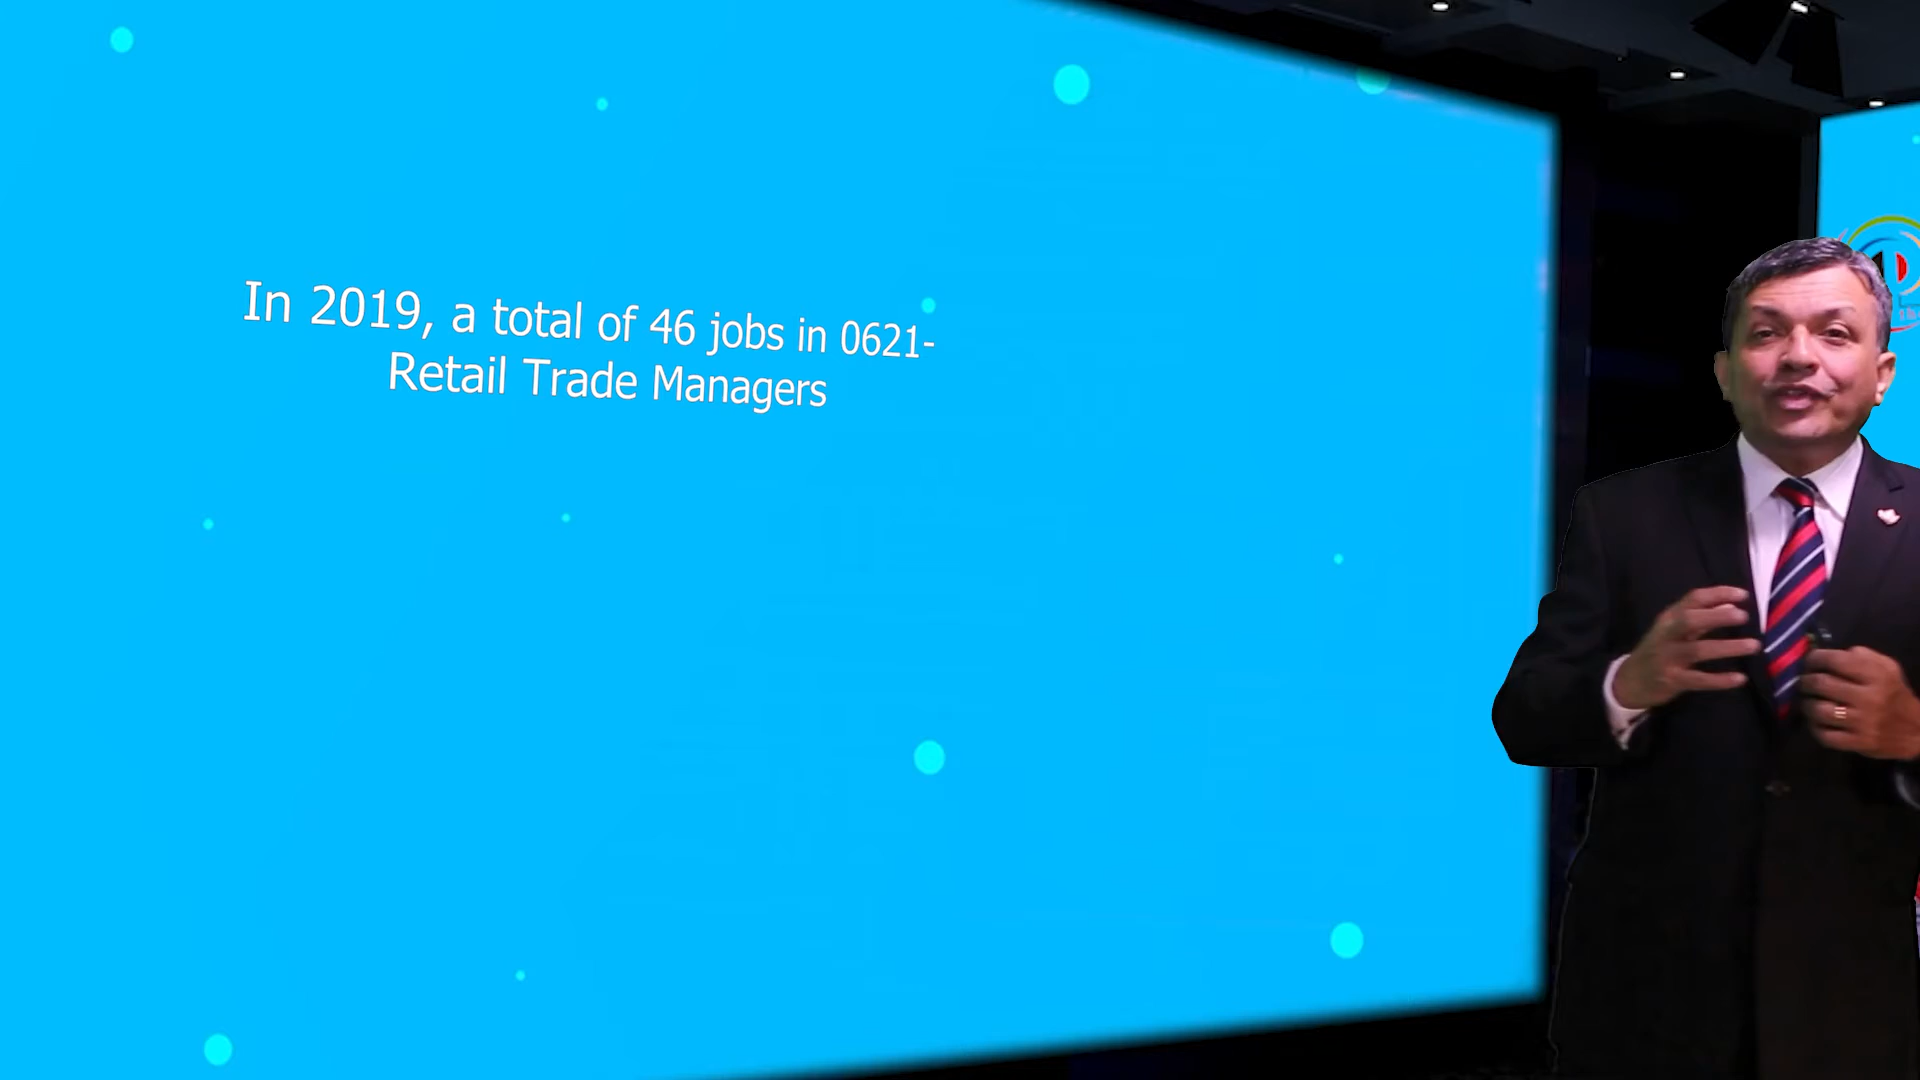 In 2019, a total of 46 jobs in 0621-
Retail Trade Managers